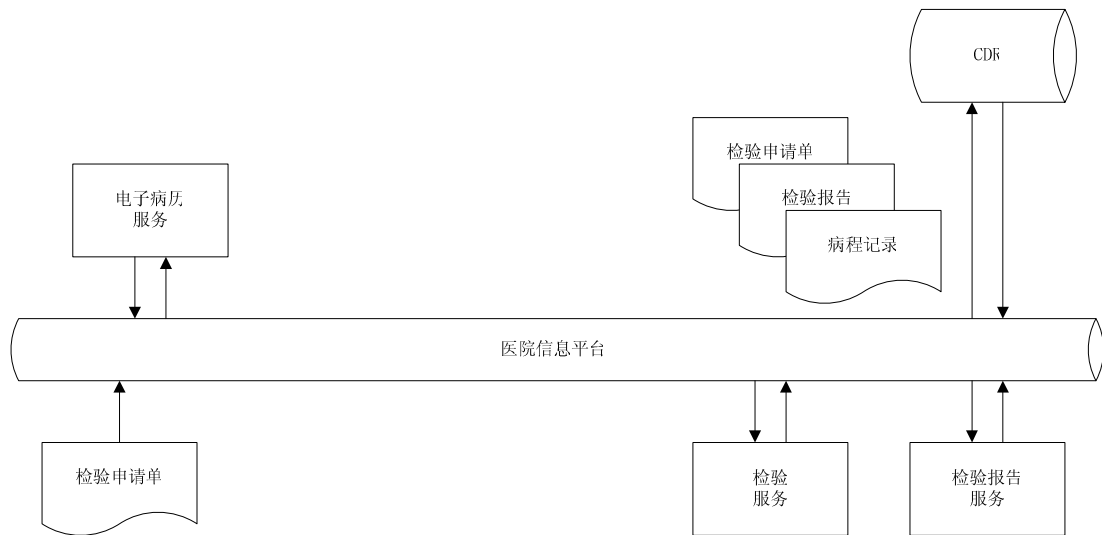 CDR
检验申请单
检验报告
病程记录
电子病历
服务
医院信息平台
检验申请单
检验
服务
检验报告
服务